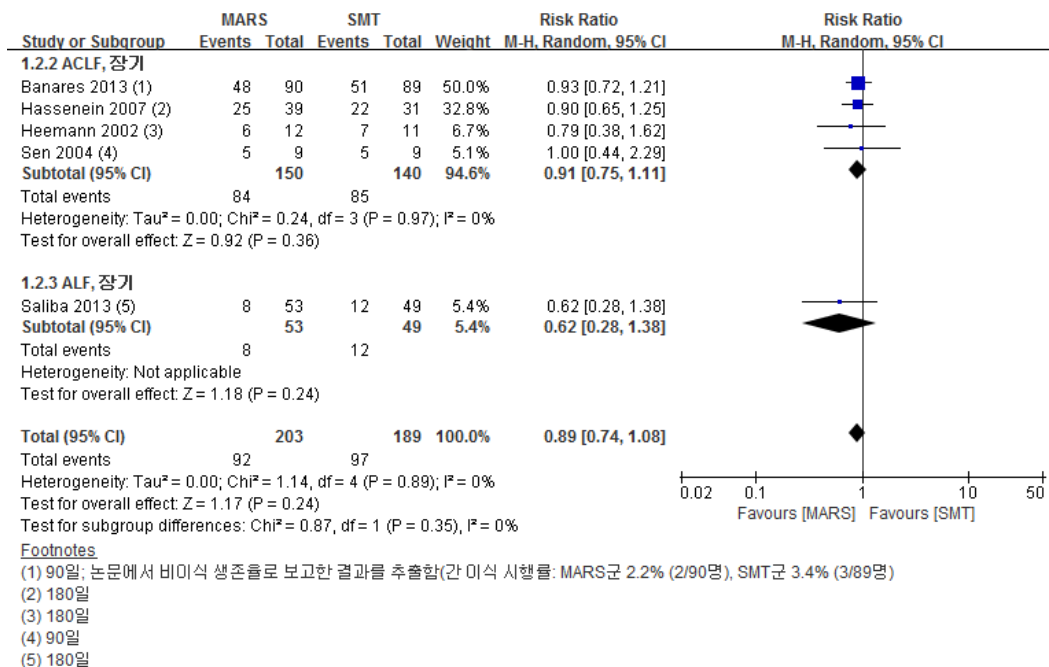 MARS SMT Risk Ratio Risk Ratio
Study or Subgroup Events Total Events Total Weight M-H, Random, 95% CI M-H, Random, 95% CI
1.2.2 ACLF, 장기
Banares 2013 (1) 48 90 51 89 50.0% 0.93 [0.72, 1.21]
Hassenein 2007 (2) 25 39 22 31 32.8% 0.90 [0.65, 1.25]
Heemann 2002 (3) 6 12 7 11 6.7% 0.79 [0.38, 1.62]
Sen 2004 (4) 5 9 5 9 5.1% 1.00 [0.44, 2.29]
Subtotal (95% CI) 150 140 94.6% 0.91 [0.75, 1.11]
Total events 84 85
Heterogeneity: Tau² = 0.00; Chi² = 0.24, df = 3 (P = 0.97); I² = 0%
Test for overall effect: Z = 0.92 (P = 0.36)
1.2.3 ALF, 장기
Saliba 2013 (5) 8 53 12 49 5.4% 0.62 [0.28, 1.38]
Subtotal (95% CI) 53 49 5.4% 0.62 [0.28, 1.38]
Total events 8 12
Heterogeneity: Not applicable
Test for overall effect: Z = 1.18 (P = 0.24)
Total (95% CI) 203 189 100.0% 0.89 [0.74, 1.08]
Total events 92 97
Heterogeneity: Tau² = 0.00; Chi² = 1.14, df = 4 (P = 0.89); I² = 0%
Test for overall effect: Z = 1.17 (P = 0.24)
Test for subgroup differences: Chi² = 0.87, df = 1 (P = 0.35), I² = 0%
0.02 0.1 1 10 50
Favours [MARS] Favours [SMT]
Footnotes
(1) 90일; 논문에서 비이식 생존율로 보고한 결과를 추출함(간 이식 시행률: MARS군 2.2% (2/90명), SMT군 3.4% (3/89명)
(2) 180일
(3) 180일
(4) 90일
(5) 180일